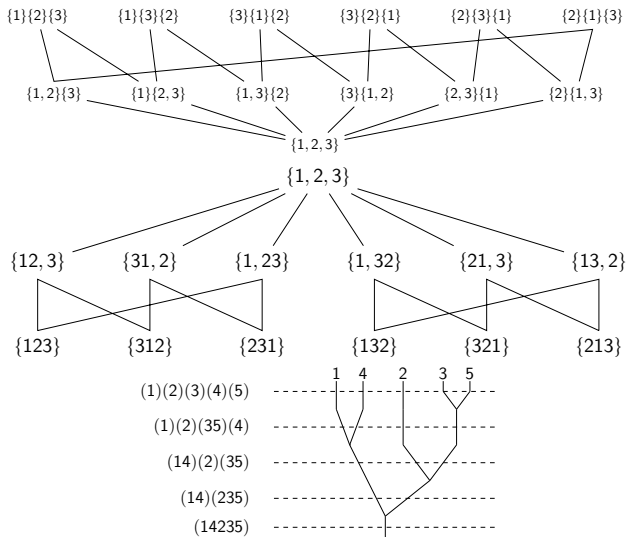 {1}{2}{3} {1}{3}{2} {3}{1}{2} {3}{2}{1} {2}{3}{1} {2}{1}{3}
{1, 2}{3} {1}{2, 3} {1, 3}{2} {3}{1, 2} {2, 3}{1} {2}{1, 3}
{1, 2, 3}
{1, 2, 3}
{12, 3} {31, 2} {1, 23} {1, 32} {21, 3} {13, 2}
{123} {312} {231} {132} {321} {213}
1 4 2 3 5
(1)(2)(3)(4)(5)
(1)(2)(35)(4)
(14)(2)(35)
(14)(235)
(14235)